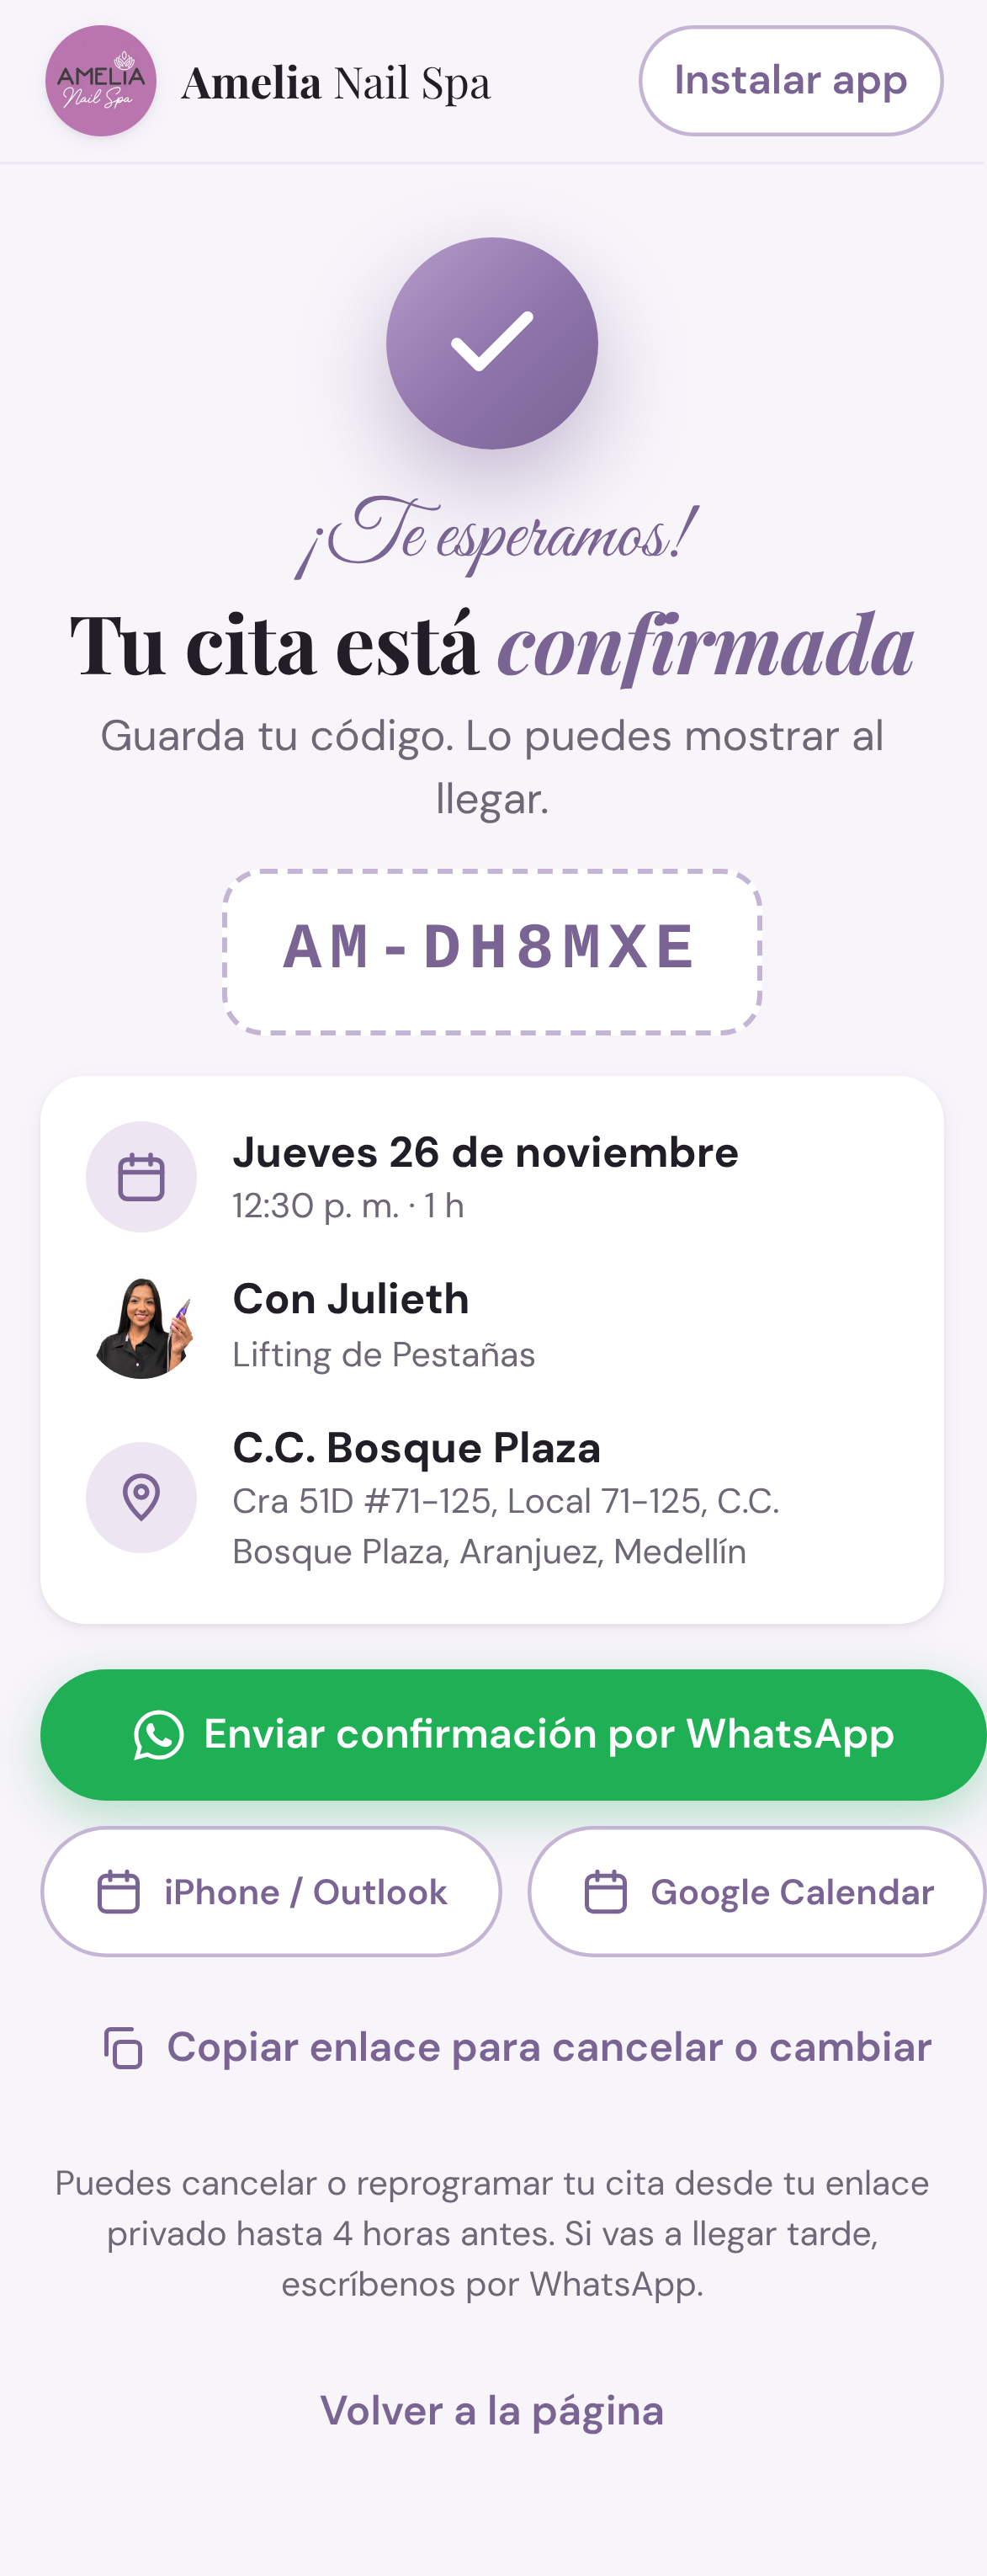 AMELIA
Nail Spa
Amelia Nail Spa
Instalar app
¡Te esperamos!
Tu cita está confirmada
Guarda tu código. Lo puedes mostrar al
llegar.
AM-DH8MXE
Jueves 26 de noviembre
12:30 p. m. · 1 h
Con Julieth
Lifting de Pestañas
C.C. Bosque Plaza
Cra 51D #71-125, Local 71-125, C.C.
Bosque Plaza, Aranjuez, Medellín
Enviar confirmación por WhatsApp
iPhone / Outlook
Google Calendar
Copiar enlace para cancelar o cambiar
Puedes cancelar o reprogramar tu cita desde tu enlace
privado hasta 4 horas antes. Si vas a llegar tarde,
escríbenos por WhatsApp.
Volver a la página